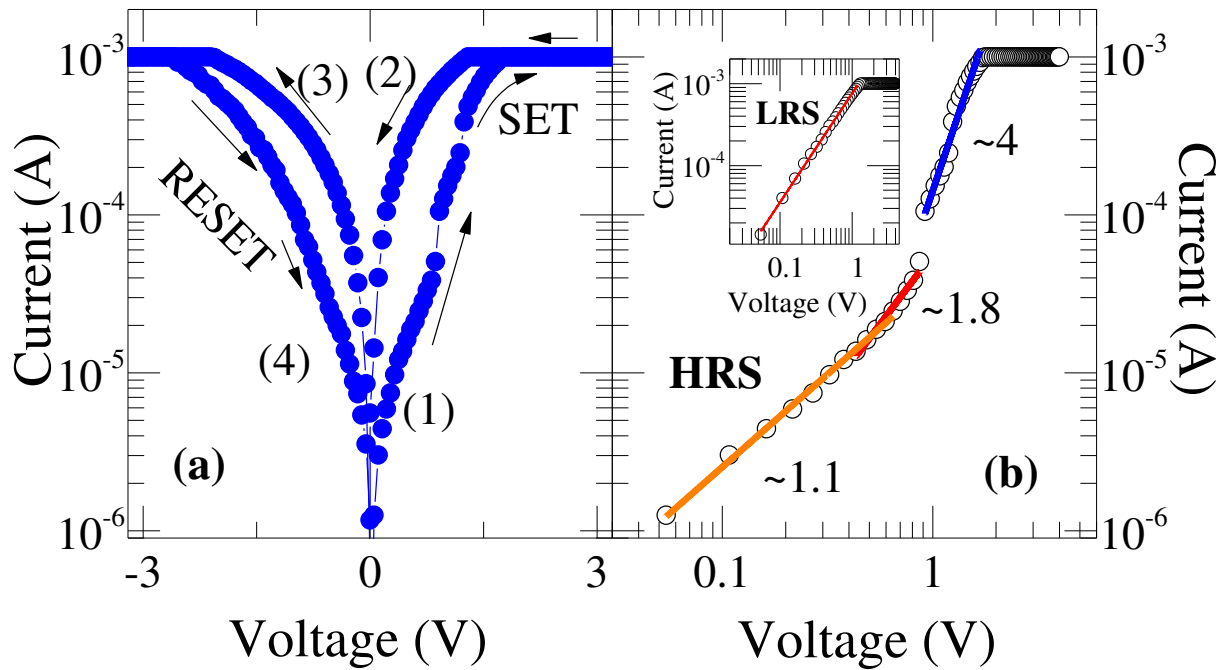 10⁻³
10⁻⁴
10⁻⁵
10⁻⁶
Current (A)
(3)
(2)
SET
RESET
(4)
(1)
(a)
-3
0
3
Voltage (V)
10⁻³
10⁻⁴
Current (A)
LRS
0.1
1
Voltage (V)
~4
~1.8
HRS
~1.1
(b)
0.1
1
Voltage (V)
10⁻³
10⁻⁴
10⁻⁵
10⁻⁶
Current (A)